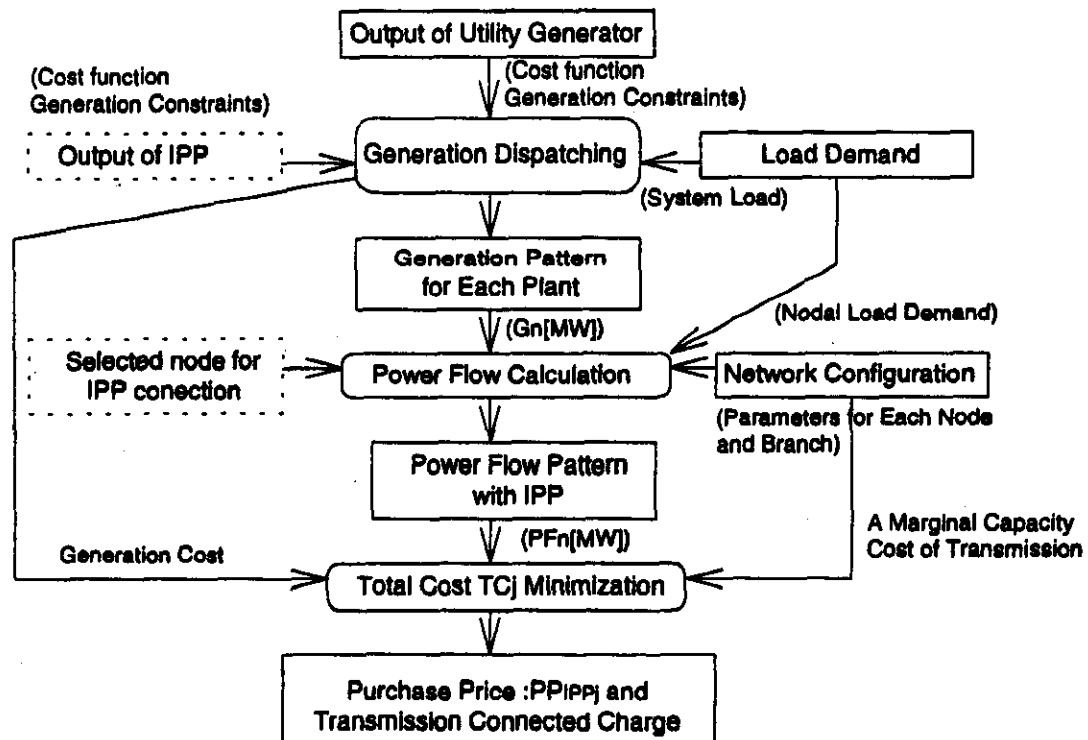 Output of Utility Generator
(Cost function
Generation Constraints)
(Cost function
Generation Constraints)
Output of IPP
Generation Dispatching
Load Demand
(System Load)
Generation Pattern
for Each Plant
(Gn[MW])
(Nodal Load Demand)
Selected node for
IPP conection
Power Flow Calculation
Network Configuration
(Parameters for Each Node
and Branch)
Power Flow Pattern
with IPP
(PFn[MW])
A Marginal Capacity
Cost of Transmission
Generation Cost
Total Cost TCj Minimization
Purchase Price :PPIPPj and
Transmission Connected Charge